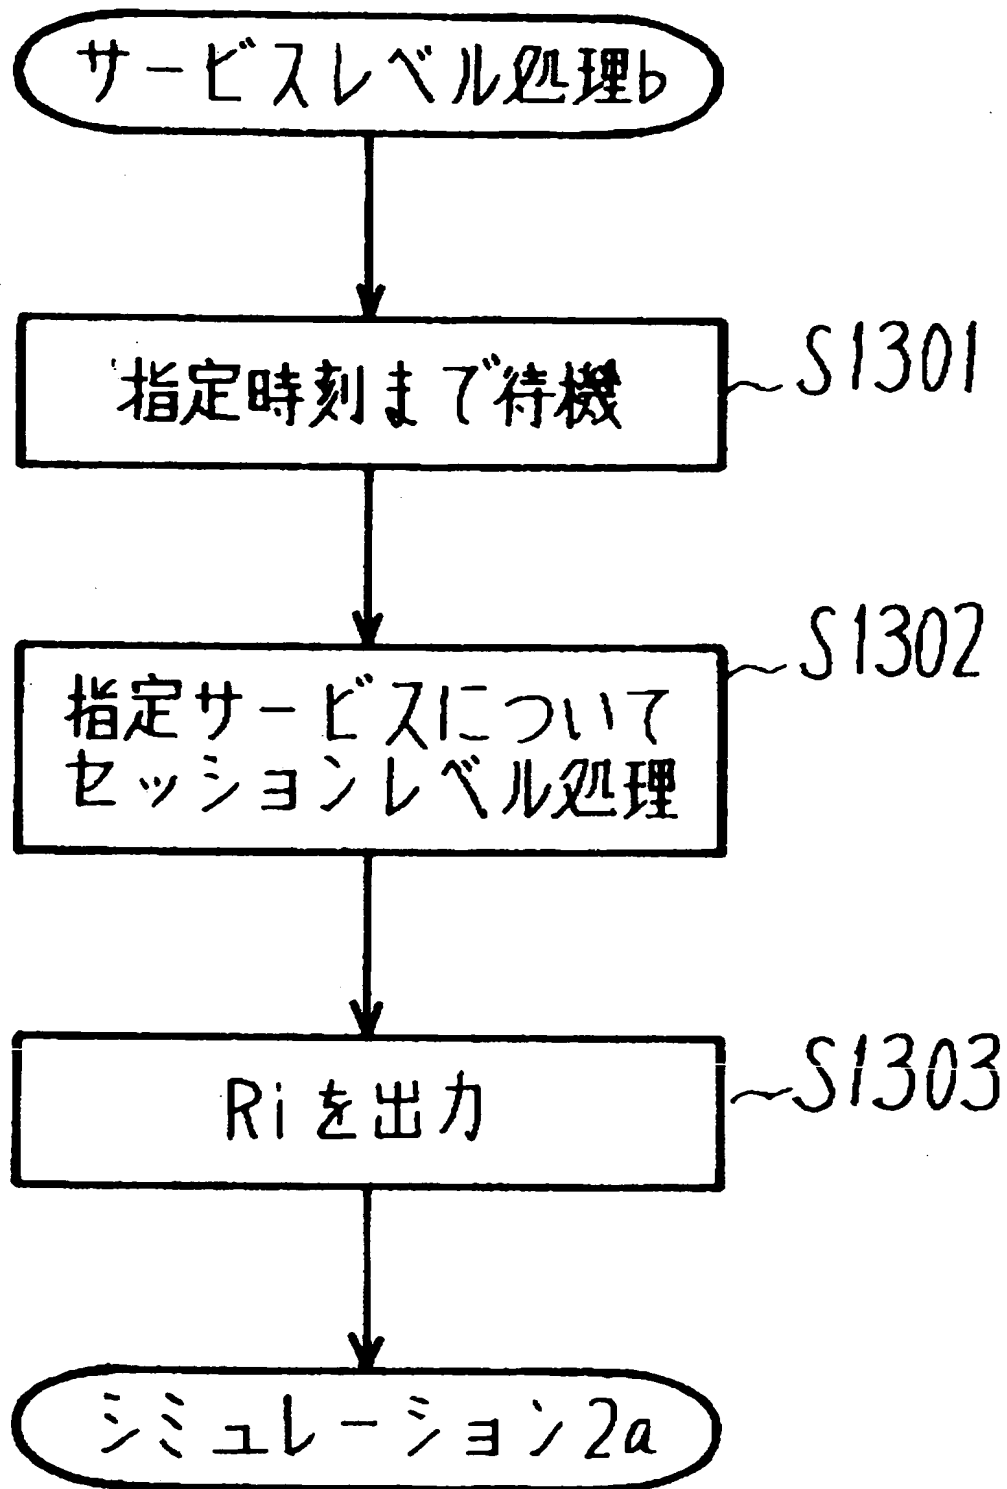 サービスレベル処理b
指定時刻まで待機
S1301
指定サービスについて
セッションレベル処理
S1302
Riを出力
S1303
シミュレーション2a